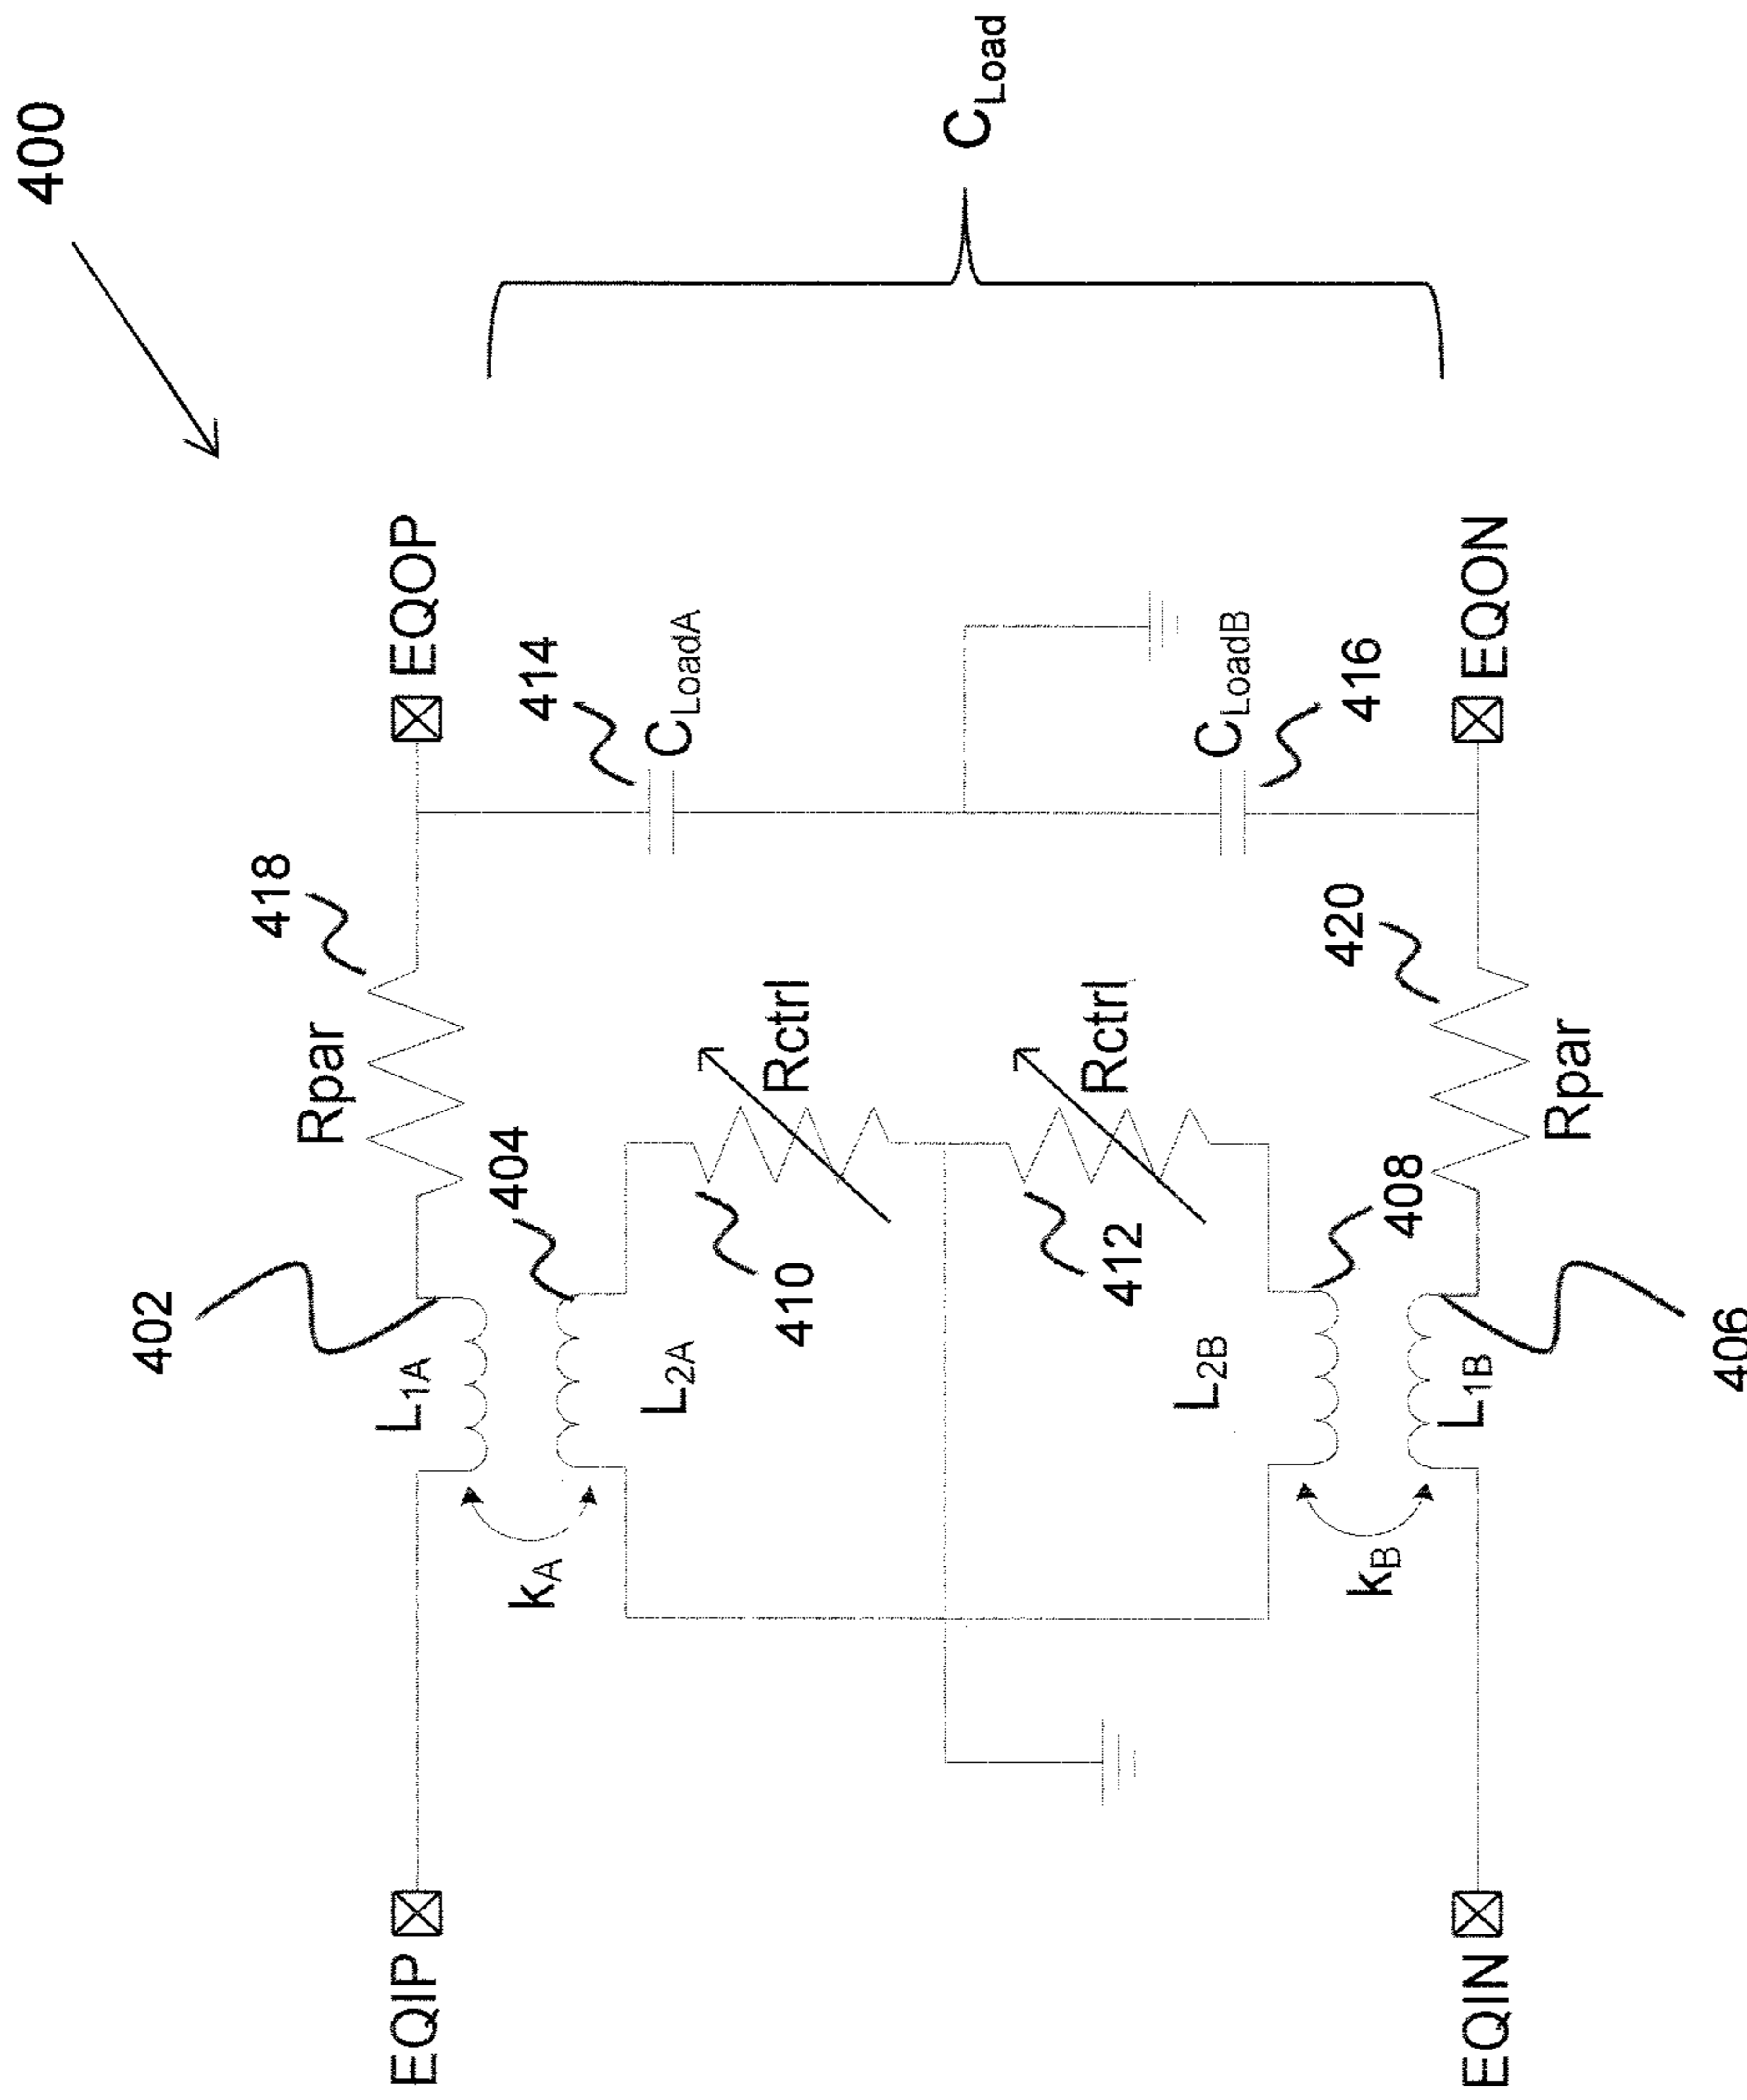 400
EQIP
EQOP
EQIN
EQON
402
L1A
404
L2A
kA
Rpar
418
414
CLoadA
410
Rctrl
412
Rctrl
CLoad
CLoadB
416
408
L2B
kB
L1B
406
Rpar
420